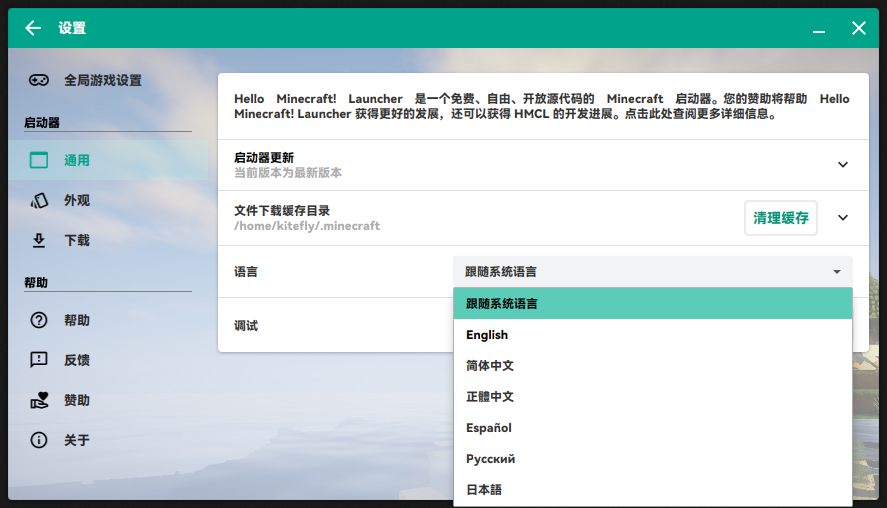 设置
全局游戏设置
启动器
通用
外观
下载
帮助
帮助
反馈
赞助
关于
Hello Minecraft! Launcher 是一个免费、自由、开放源代码的 Minecraft 启动器。您的赞助将帮助 Hello
Minecraft! Launcher 获得更好的发展，还可以获得 HMCL 的开发进展。点击此处查阅更多详细信息。
启动器更新
当前版本为最新版本
文件下载缓存目录
/home/kitefly/.minecraft
清理缓存
语言
跟随系统语言
调试
跟随系统语言
English
简体中文
正體中文
Español
Русский
日本語